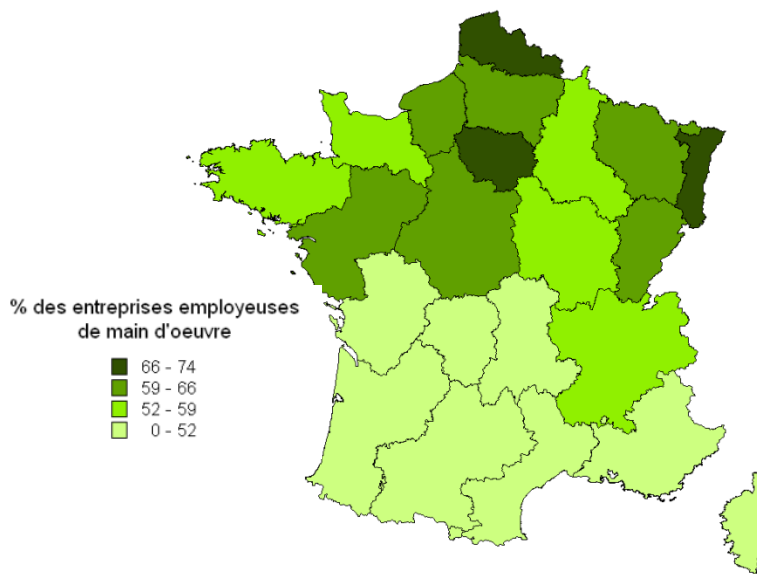 % des entreprises employeuses
de main d'oeuvre
66 - 74
59 - 66
52 - 59
0 - 52